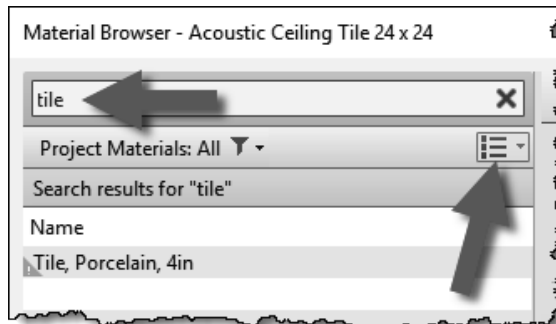 Material Browser - Acoustic Ceiling Tile 24 x 24
tile
Project Materials: All
Search results for "tile"
Name
Tile, Porcelain, 4in